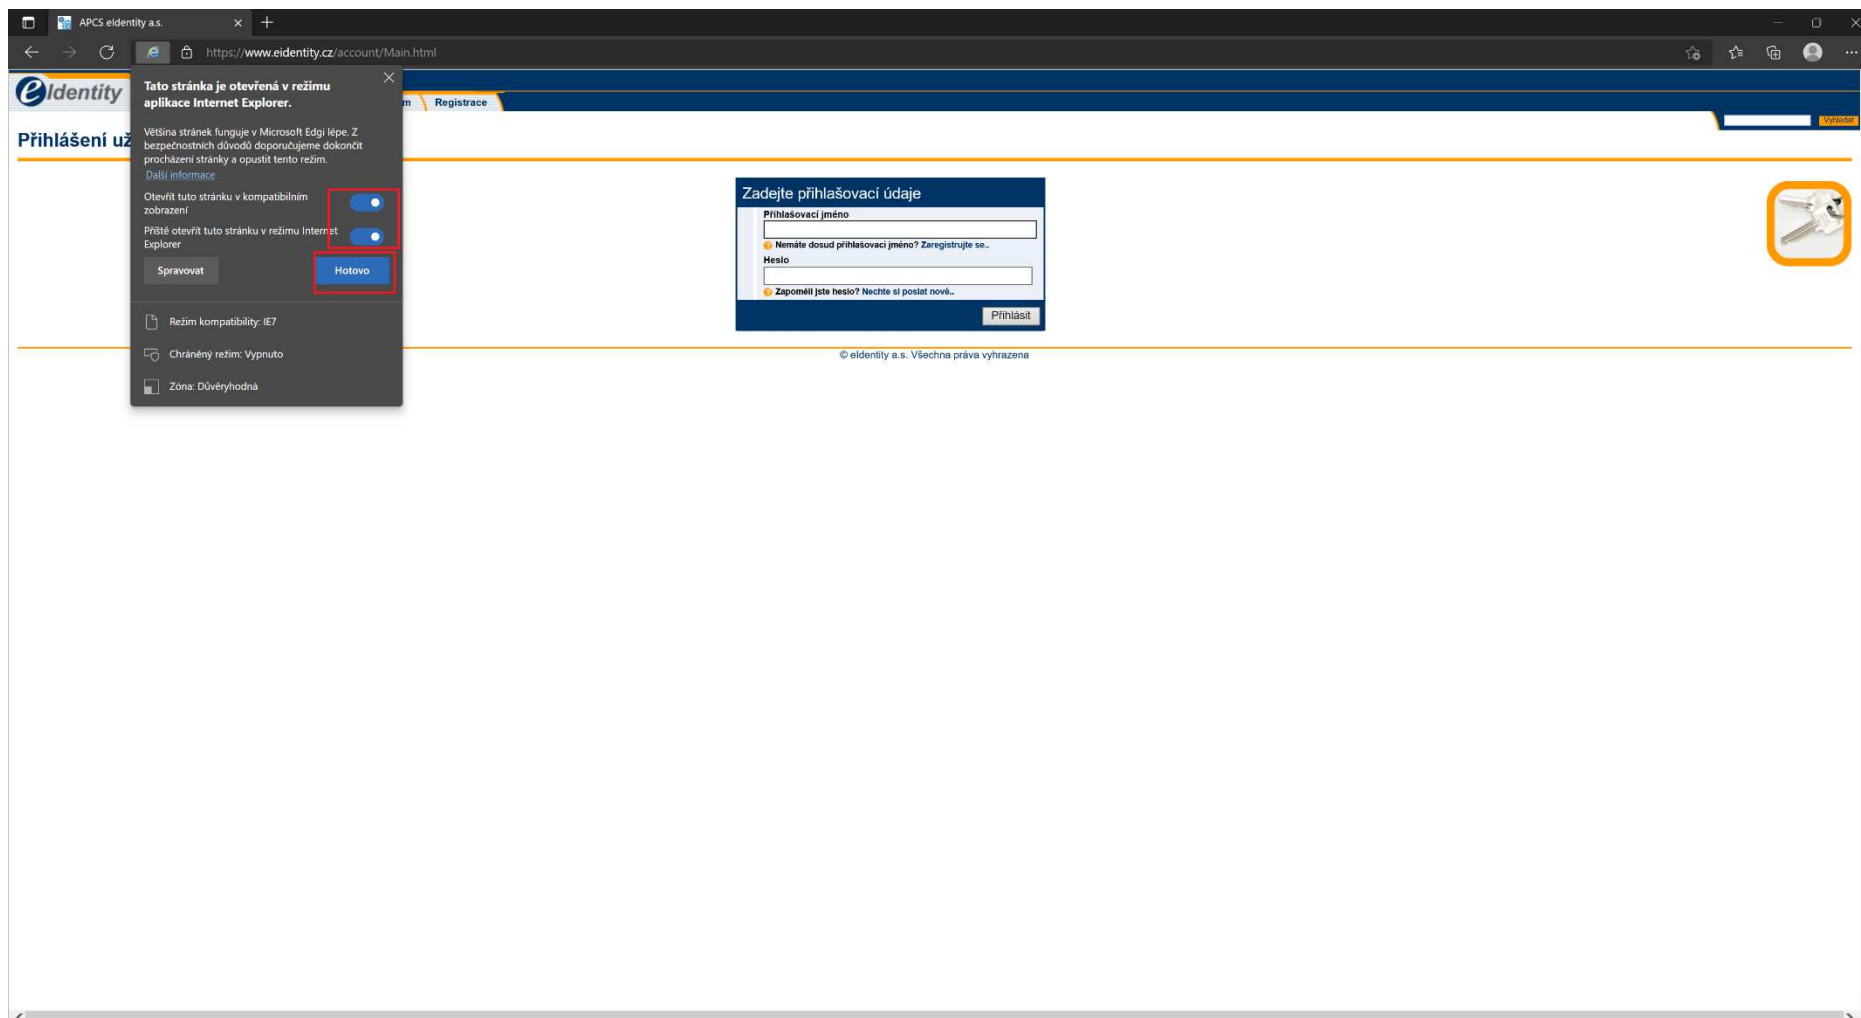 APCS eIdentity a.s.
https://www.eidentity.cz/account/Main.html
eIdentity
m
Registrace
Vyhledat
Přihlášení už
Tato stránka je otevřená v režimu
aplikace Internet Explorer.
Většina stránek funguje v Microsoft Edgi lépe. Z
bezpečnostních důvodů doporučujeme dokončit
procházení stránky a opustit tento režim.
Další informace
Otevřít tuto stránku v kompatibilním
zobrazení
Příště otevřít tuto stránku v režimu Internet
Explorer
Spravovat
Hotovo
Režim kompatibility: IE7
Chráněný režim: Vypnuto
Zóna: Důvěryhodná
Zadejte přihlašovací údaje
Přihlašovací jméno
Nemáte dosud přihlašovací jméno? Zaregistrujte se..
Heslo
Zapoměli jste heslo? Nechte si poslat nové..
Přihlásit
© eIdentity a.s. Všechna práva vyhrazena